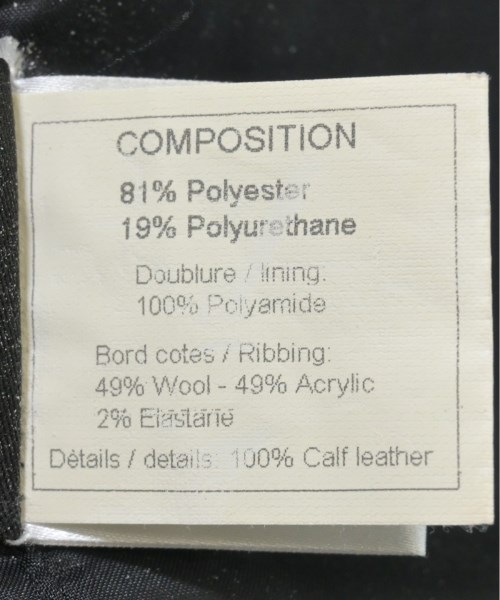 COMPOSITION
81% Polyester
19% Polyurethane
Doublure / lining:
100% Polyamide
Bord cotes / Ribbing:
49% Wool - 49% Acrylic
2% Elastane
Détails / details: 100% Calf leather